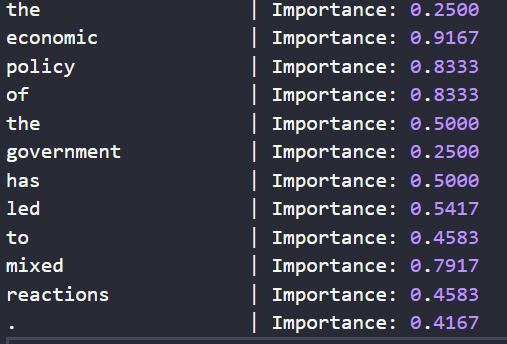 the | Importance: 0.2500
economic | Importance: 0.9167
policy | Importance: 0.8333
of | Importance: 0.8333
the | Importance: 0.5000
government | Importance: 0.2500
has | Importance: 0.5000
led | Importance: 0.5417
to | Importance: 0.4583
mixed | Importance: 0.7917
reactions | Importance: 0.4583
. | Importance: 0.4167